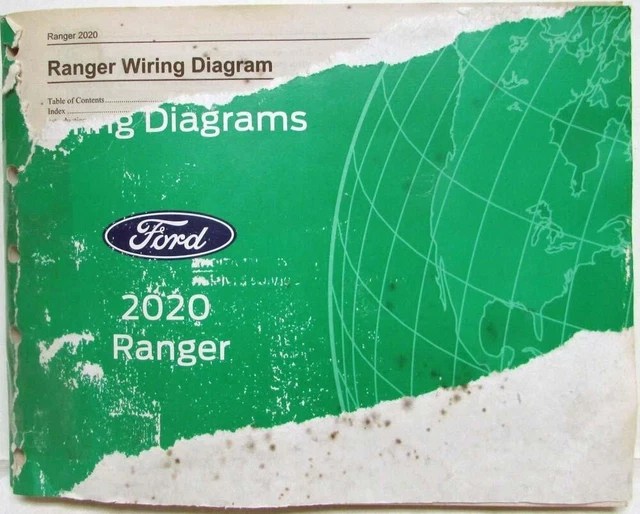 Ranger 2020
Ranger Wiring Diagram
Table of Contents
Index
Diagrams
Ford
2020
Ranger